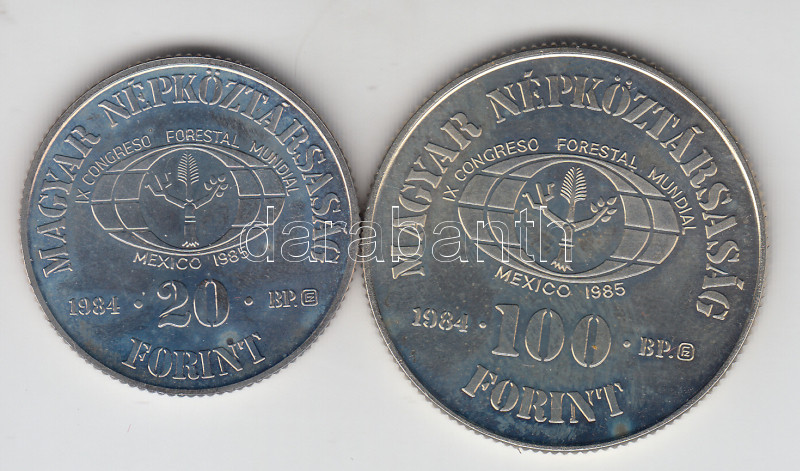 MAGYAR NÉPKÖZTÁRSASÁG
IX CONGRESO FORESTAL MUNDIAL
MEXICO 1985
1984 · 20 · BP.
FORINT
MAGYAR NÉPKÖZTÁRSASÁG
IX CONGRESO FORESTAL MUNDIAL
MEXICO 1985
1984 · 100 · BP.
FORINT
darabanth